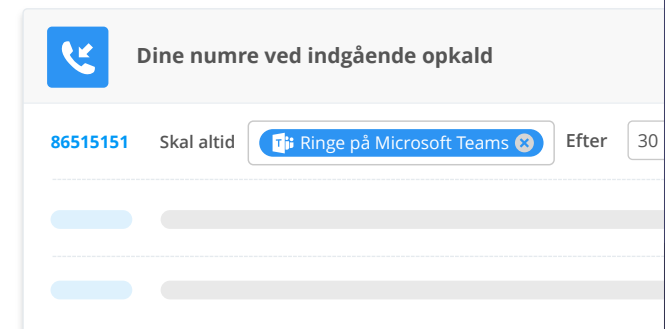 Dine numre ved indgående opkald
86515151 Skal altid Ringe på Microsoft Teams Efter 30